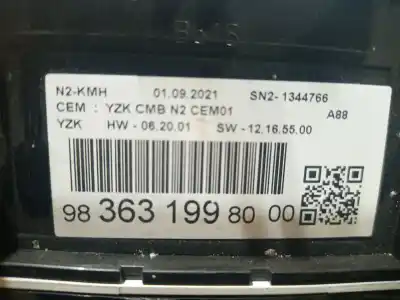 N2-KMH 01.09.2021 SN2- 1344766
CEM : YZK CMB N2 CEM01 A88
YZK HW - 06.20.01 SW - 12.16.55.00
98 363 199 80 00